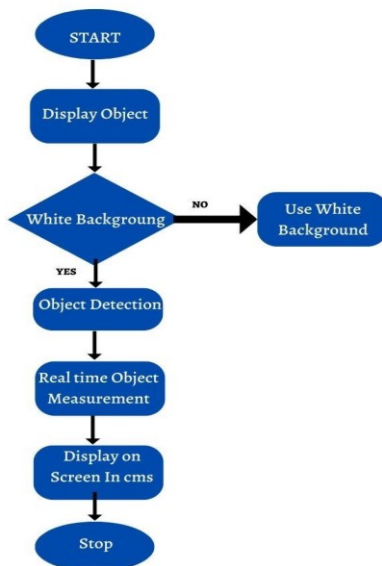 START
Display Object
White Backgroung
NO
Use White
Background
YES
Object Detection
Real time Object
Measurement
Display on
Screen In cms
Stop